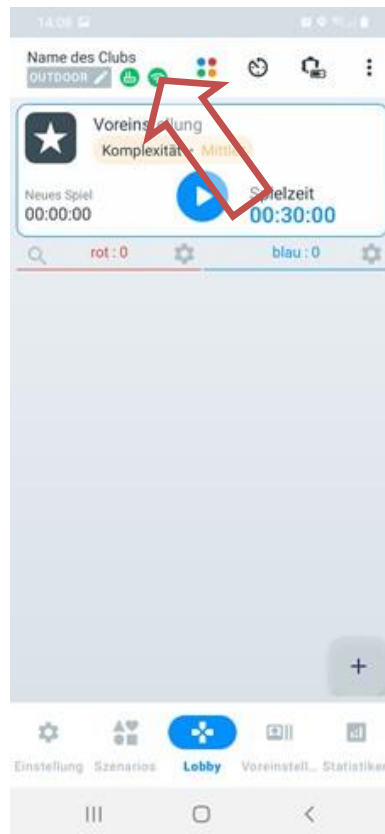 14:08
Name des Clubs
OUTDOOR
Voreinstellung
Komplexität - Mittel
Neues Spiel
00:00:00
Spielzeit
00:30:00
rot : 0
blau : 0
+
Einstellung Szenarios Lobby Voreinstell... Statistiken